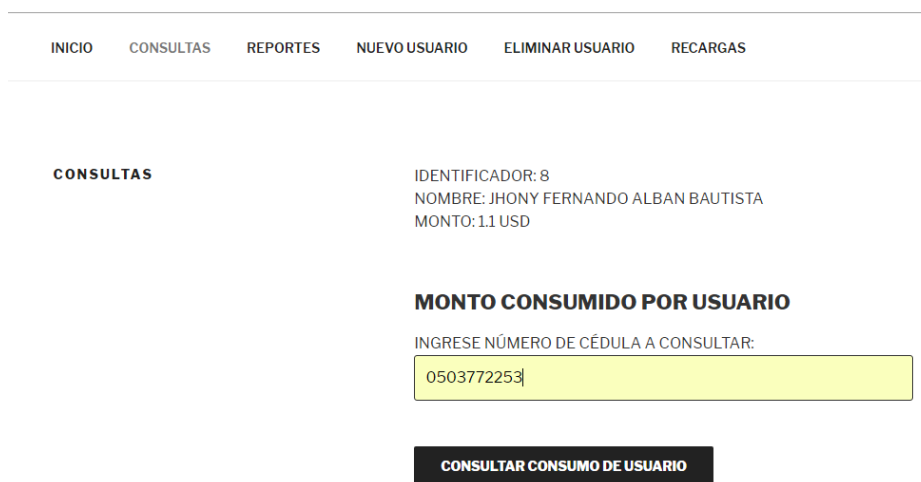 INICIO CONSULTAS REPORTES NUEVO USUARIO ELIMINAR USUARIO RECARGAS
CONSULTAS
IDENTIFICADOR: 8
NOMBRE: JHONY FERNANDO ALBAN BAUTISTA
MONTO: 1.1 USD
MONTO CONSUMIDO POR USUARIO
INGRESE NÚMERO DE CÉDULA A CONSULTAR:
0503772253
CONSULTAR CONSUMO DE USUARIO